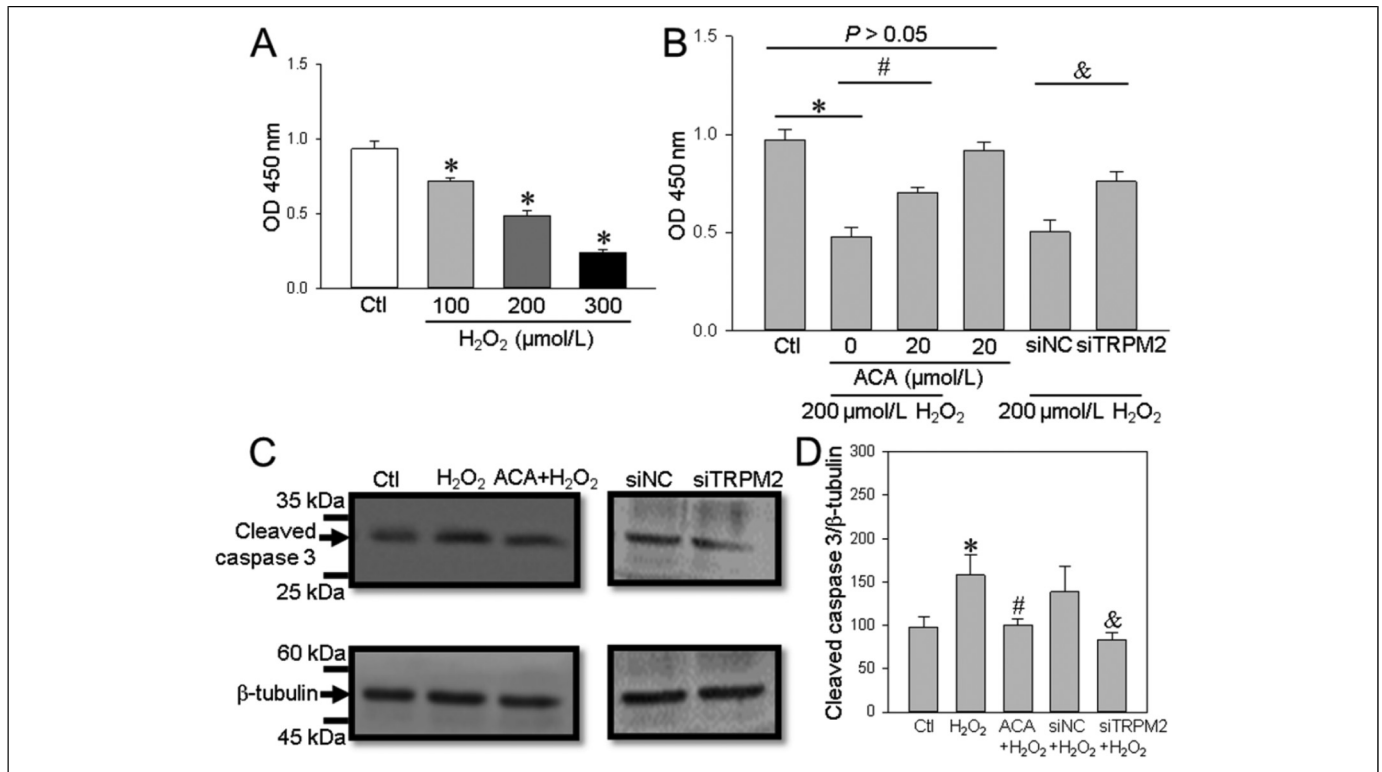 A
1.5
1.0
0.5
0.0
OD 450 nm
*
*
*
Ctl
100
200
300
H₂O₂ (μmol/L)
B
1.5
1.0
0.5
0.0
OD 450 nm
P > 0.05
#
&
*
Ctl
0
20
20
siNC siTRPM2
ACA (μmol/L)
200 μmol/L H₂O₂
200 μmol/L H₂O₂
C
Ctl
H₂O₂
ACA+H₂O₂
siNC
siTRPM2
35 kDa
Cleaved
caspase 3
25 kDa
60 kDa
β-tubulin
45 kDa
D
300
250
200
150
100
50
0
Cleaved caspase 3/β-tubulin
*
#
&
Ctl
H₂O₂
ACA
+H₂O₂
siNC
+H₂O₂
siTRPM2
+H₂O₂